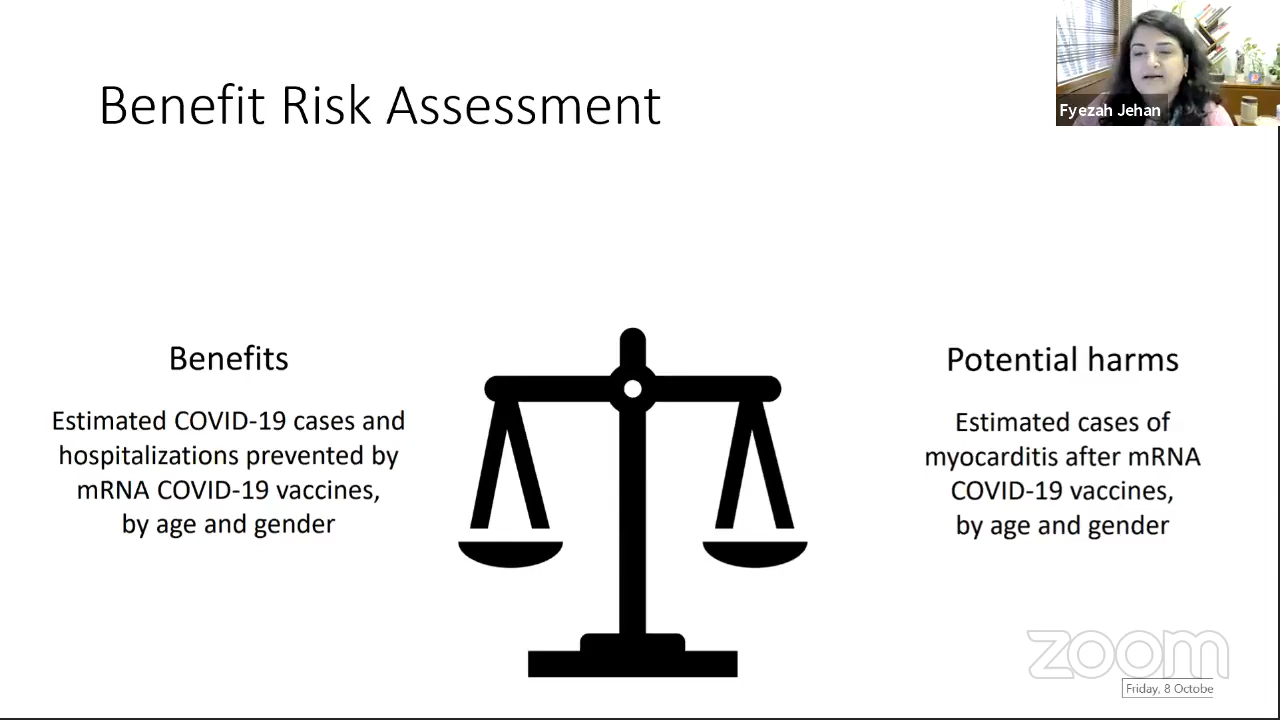 Benefit Risk Assessment
Fyezah Jehan
Benefits
Estimated COVID-19 cases and
hospitalizations prevented by
mRNA COVID-19 vaccines,
by age and gender
Potential harms
Estimated cases of
myocarditis after mRNA
COVID-19 vaccines,
by age and gender
zoom
Friday, 8 Octobe